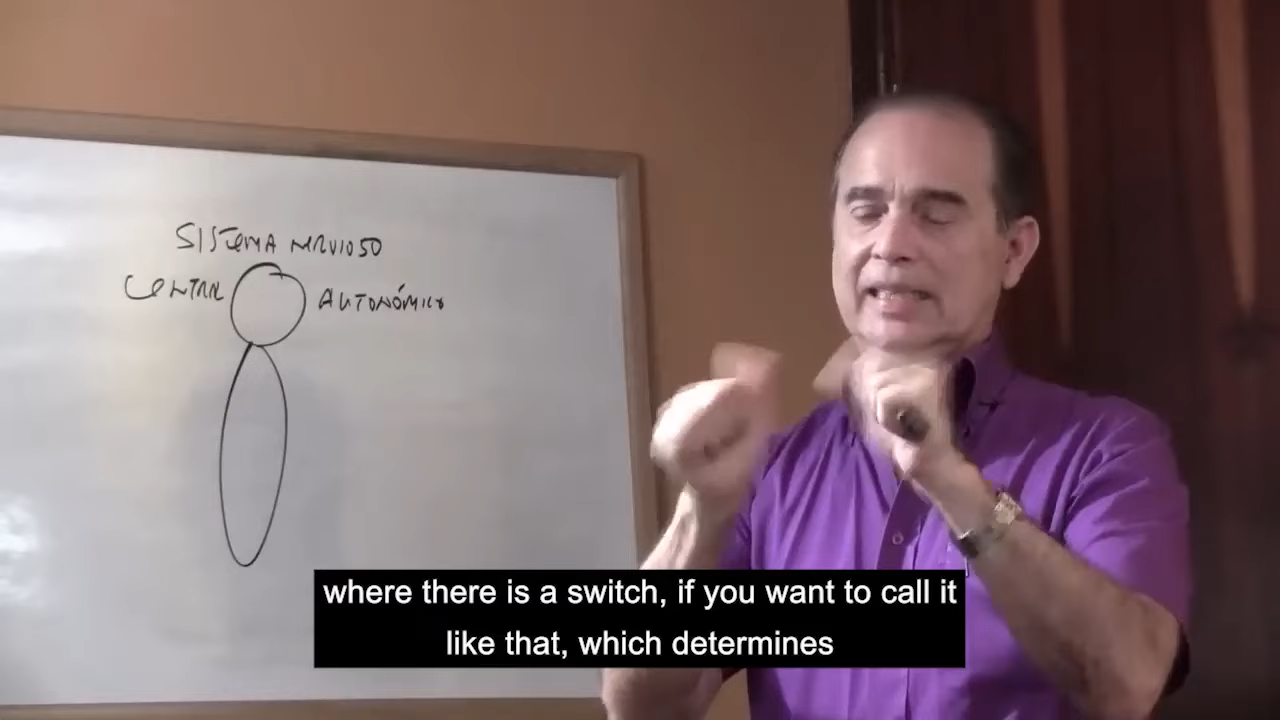 SISTEMA NERVIOSO
CENTRAL AUTONÓMICO
where there is a switch, if you want to call it
like that, which determines